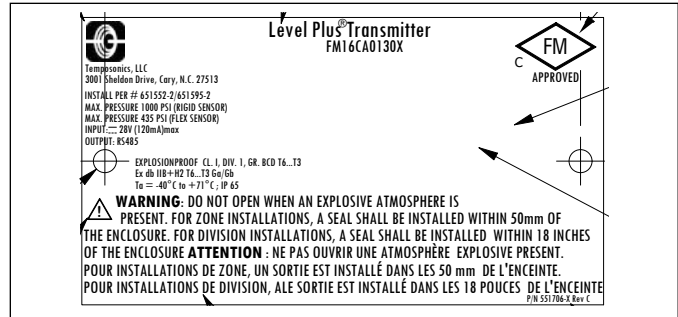 Level Plus® Transmitter
FM16CA0130X
FM
C
APPROVED
Temposonics, LLC
3001 Sheldon Drive, Cary, N.C. 27513
INSTALL PER # 651552-2/651595-2
MAX. PRESSURE 1000 PSI (RIGID SENSOR)
MAX. PRESSURE 435 PSI (FLEX SENSOR)
INPUT: ⎓ 28V (120mA)max
OUTPUT: RS485
EXPLOSIONPROOF CL. I, DIV. 1, GR. BCD T6...T3
Ex db IIB+H2 T6...T3 Ga/Gb
Ta = -40°C to +71°C ; IP 65
WARNING: DO NOT OPEN WHEN AN EXPLOSIVE ATMOSPHERE IS
PRESENT. FOR ZONE INSTALLATIONS, A SEAL SHALL BE INSTALLED WITHIN 50mm OF
THE ENCLOSURE. FOR DIVISION INSTALLATIONS, A SEAL SHALL BE INSTALLED WITHIN 18 INCHES
OF THE ENCLOSURE ATTENTION : NE PAS OUVRIR UNE ATMOSPHÈRE EXPLOSIVE PRESENT.
POUR INSTALLATIONS DE ZONE, UN SORTIE EST INSTALLÉ DANS LES 50 mm DE L'ENCEINTE.
POUR INSTALLATIONS DE DIVISION, ALE SORTIE EST INSTALLÉ DANS LES 18 POUCES DE L'ENCEINTE
P/N 551706-X Rev C